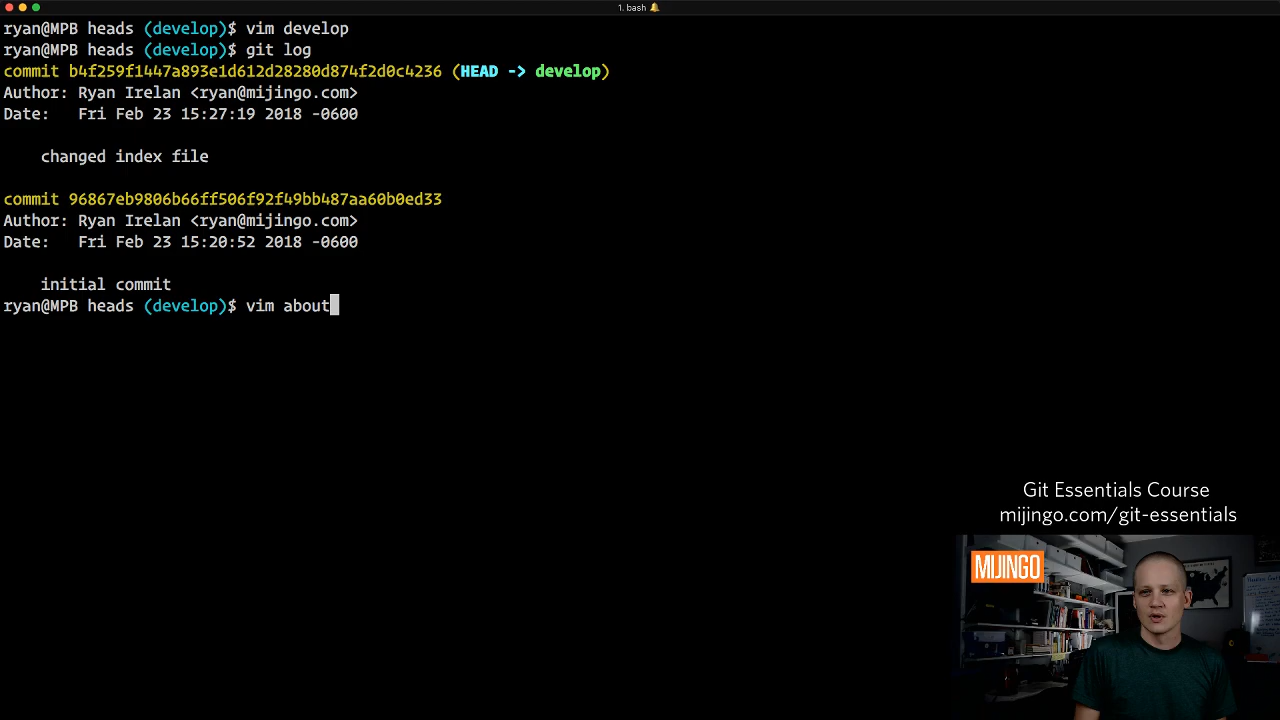 1. bash
ryan@MPB heads (develop)$ vim develop
ryan@MPB heads (develop)$ git log
commit b4f259f1447a893e1d612d28280d874f2d0c4236 (HEAD -> develop)
Author: Ryan Irelan <ryan@mijingo.com>
Date:   Fri Feb 23 15:27:19 2018 -0600
    changed index file
commit 96867eb9806b66ff506f92f49bb487aa60b0ed33
Author: Ryan Irelan <ryan@mijingo.com>
Date:   Fri Feb 23 15:20:52 2018 -0600
    initial commit
ryan@MPB heads (develop)$ vim about
Git Essentials Course
mijingo.com/git-essentials
MIJINGO